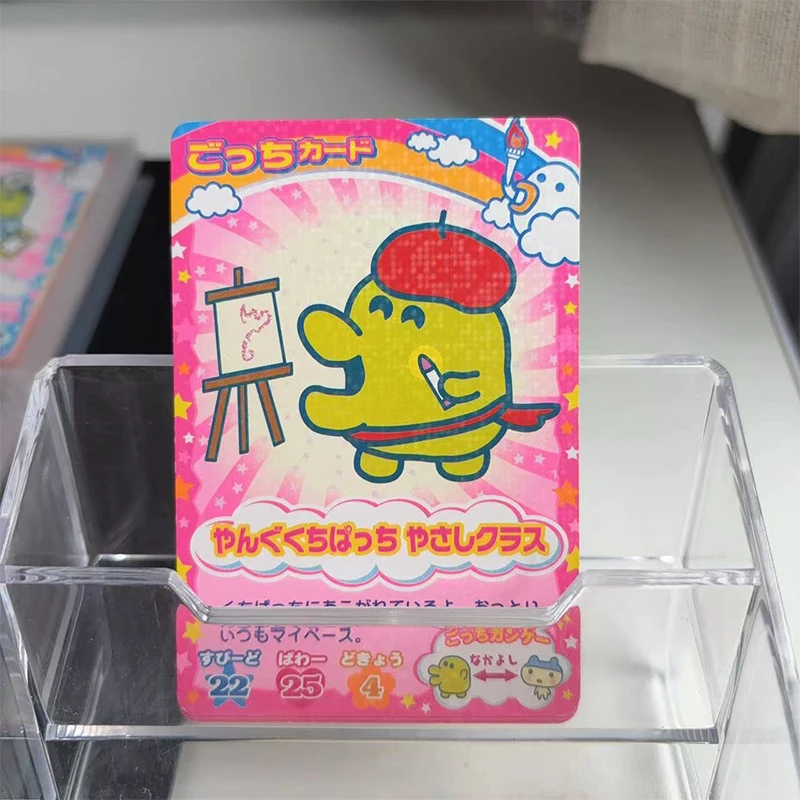 ごっちカード
やんぐくちぱっち やさしクラス
くちぱっちにあこがれているよ。おっとり
いつもマイペース。
ごっちカンケー
すぴーど ぱわー どきょう
22 25 4
なかよし